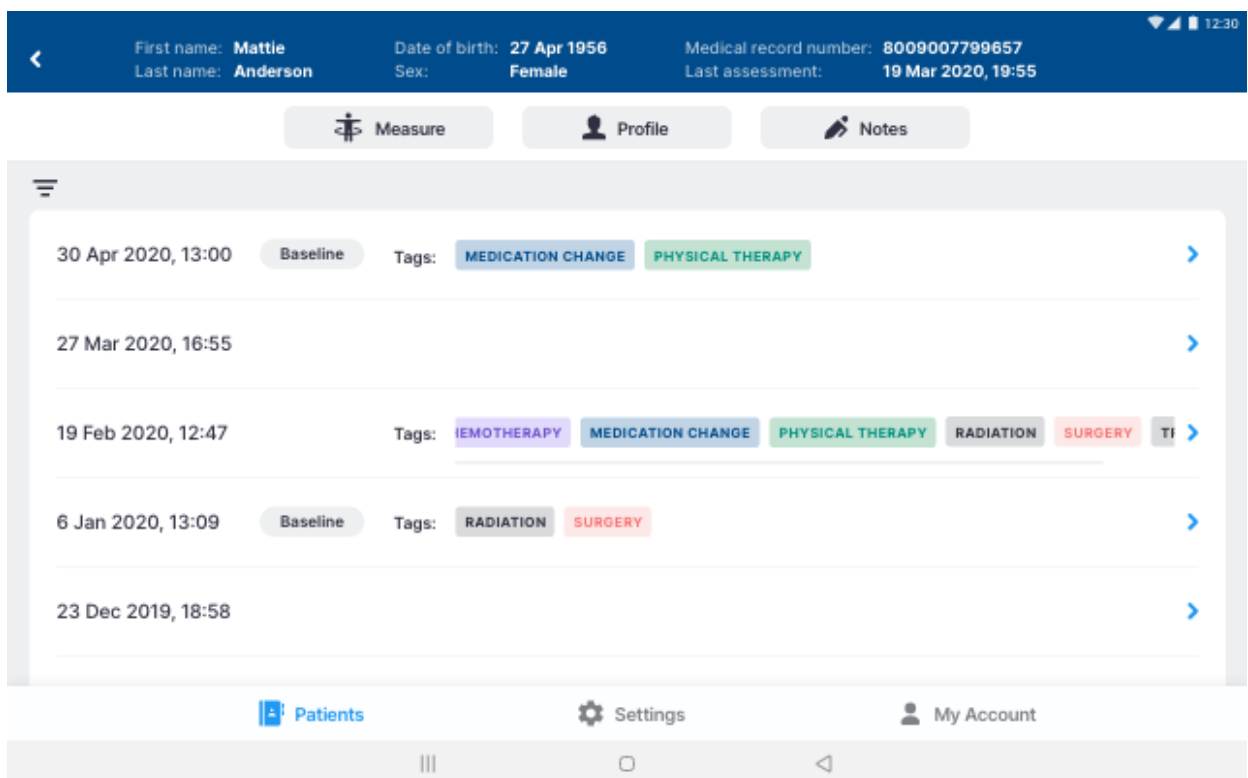 12:30
First name: Mattie Date of birth: 27 Apr 1956 Medical record number: 8009007799657
Last name: Anderson Sex: Female Last assessment: 19 Mar 2020, 19:55
Measure Profile Notes
30 Apr 2020, 13:00 Baseline Tags: MEDICATION CHANGE PHYSICAL THERAPY
27 Mar 2020, 16:55
19 Feb 2020, 12:47 Tags: HEMOTHERAPY MEDICATION CHANGE PHYSICAL THERAPY RADIATION SURGERY
6 Jan 2020, 13:09 Baseline Tags: RADIATION SURGERY
23 Dec 2019, 18:58
Patients Settings My Account